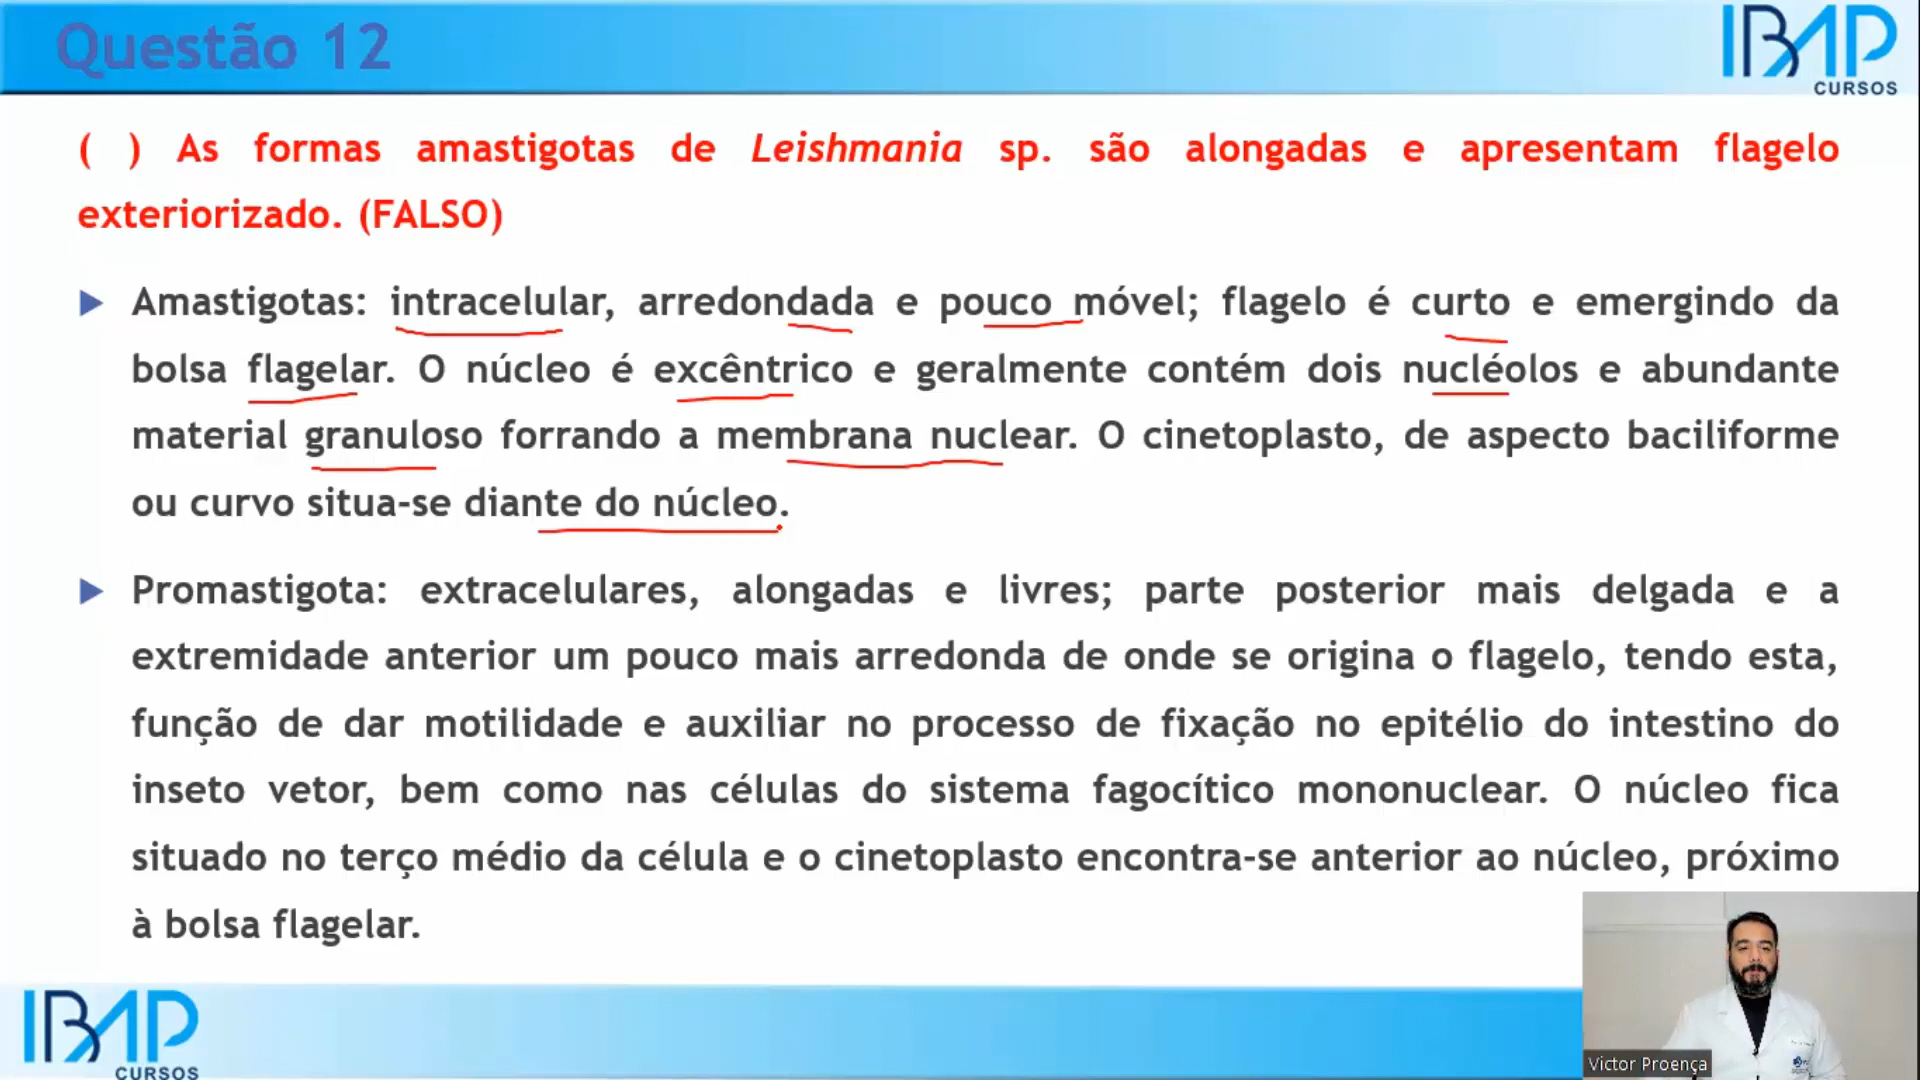 Questão 12
IBAP
CURSOS
( ) As formas amastigotas de Leishmania sp. são alongadas e apresentam flagelo
exteriorizado. (FALSO)
Amastigotas: intracelular, arredondada e pouco móvel; flagelo é curto e emergindo da
bolsa flagelar. O núcleo é excêntrico e geralmente contém dois nucléolos e abundante
material granuloso forrando a membrana nuclear. O cinetoplasto, de aspecto baciliforme
ou curvo situa-se diante do núcleo.
Promastigota: extracelulares, alongadas e livres; parte posterior mais delgada e a
extremidade anterior um pouco mais arredonda de onde se origina o flagelo, tendo esta,
função de dar motilidade e auxiliar no processo de fixação no epitélio do intestino do
inseto vetor, bem como nas células do sistema fagocítico mononuclear. O núcleo fica
situado no terço médio da célula e o cinetoplasto encontra-se anterior ao núcleo, próximo
à bolsa flagelar.
IBAP
CURSOS
Victor Proença